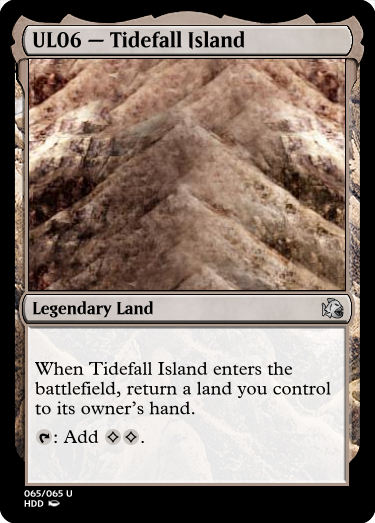 UL06 — Tidefall Island
Legendary Land
When Tidefall Island enters the
battlefield, return a land you control
to its owner's hand.
: Add .
065/065 U
HDD